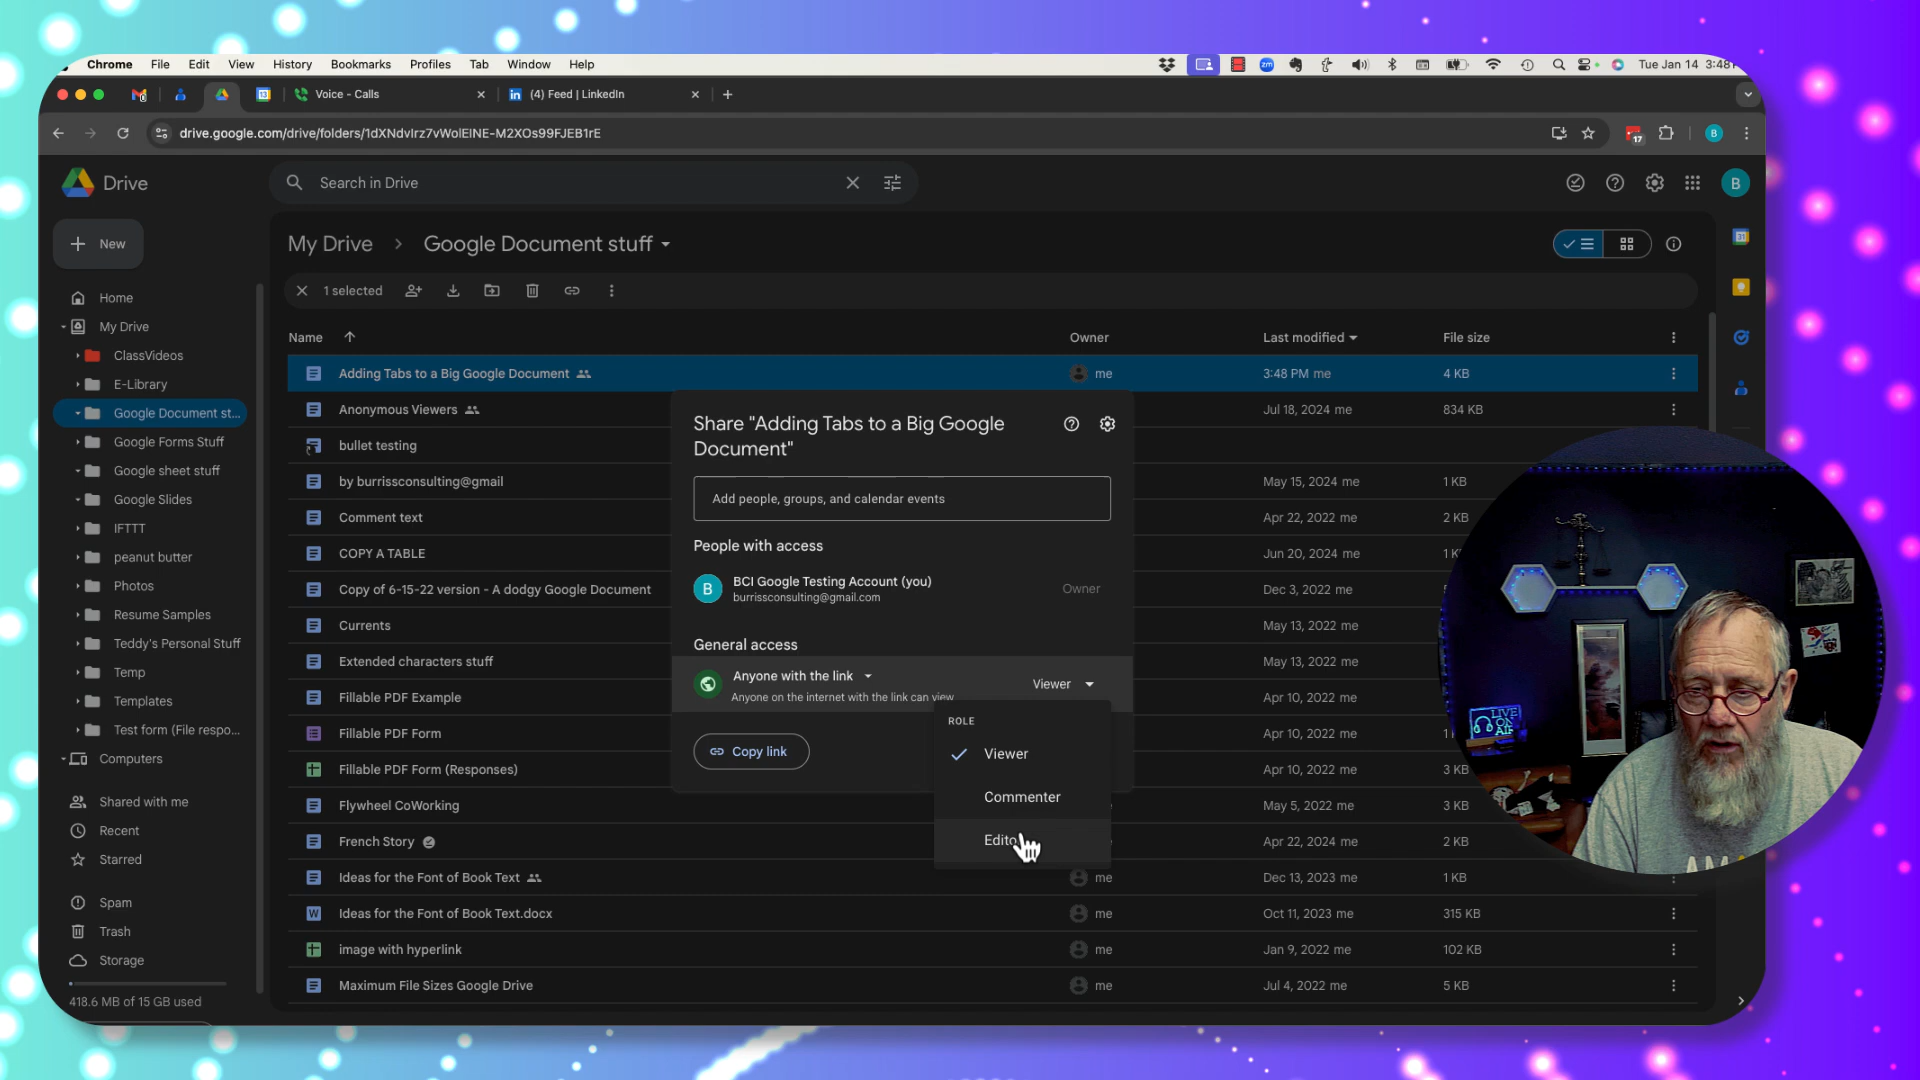 Chrome File Edit View History Bookmarks Profiles Tab Window Help
Tue Jan 14 3:48
Voice - Calls
(4) Feed | LinkedIn
drive.google.com/drive/folders/1dXNdvIrz7vWolEINE-M2XOs99FJEB1rE
17
B
Drive
Search in Drive
B
New
My Drive
Google Document stuff
1 selected
Home
My Drive
ClassVideos
E-Library
Google Document st...
Google Forms Stuff
Google sheet stuff
Google Slides
IFTTT
peanut butter
Photos
Resume Samples
Teddy's Personal Stuff
Temp
Templates
Test form (File respo...
Computers
Shared with me
Recent
Starred
Spam
Trash
Storage
418.6 MB of 15 GB used
Name Owner Last modified File size
Adding Tabs to a Big Google Document me 3:48 PM me 4 KB
Anonymous Viewers Jul 18, 2024 me 834 KB
bullet testing
by burrissconsulting@gmail May 15, 2024 me 1 KB
Comment text Apr 22, 2022 me 2 KB
COPY A TABLE Jun 20, 2024 me
Copy of 6-15-22 version - A dodgy Google Document Dec 3, 2022 me
Currents May 13, 2022 me
Extended characters stuff May 13, 2022 me
Fillable PDF Example Apr 10, 2022 me
Fillable PDF Form Apr 10, 2022 me
Fillable PDF Form (Responses) Apr 10, 2022 me 3 KB
Flywheel CoWorking May 5, 2022 me 3 KB
French Story Apr 22, 2024 me 2 KB
Ideas for the Font of Book Text me Dec 13, 2023 me 1 KB
Ideas for the Font of Book Text.docx me Oct 11, 2023 me 315 KB
image with hyperlink me Jan 9, 2022 me 102 KB
Maximum File Sizes Google Drive me Jul 4, 2022 me 5 KB
Share "Adding Tabs to a Big Google
Document"
Add people, groups, and calendar events
People with access
B
BCI Google Testing Account (you)
burrissconsulting@gmail.com
Owner
General access
Anyone with the link
Anyone on the internet with the link can view
Viewer
Copy link
ROLE
Viewer
Commenter
Edito
LIVE
ON
AIR